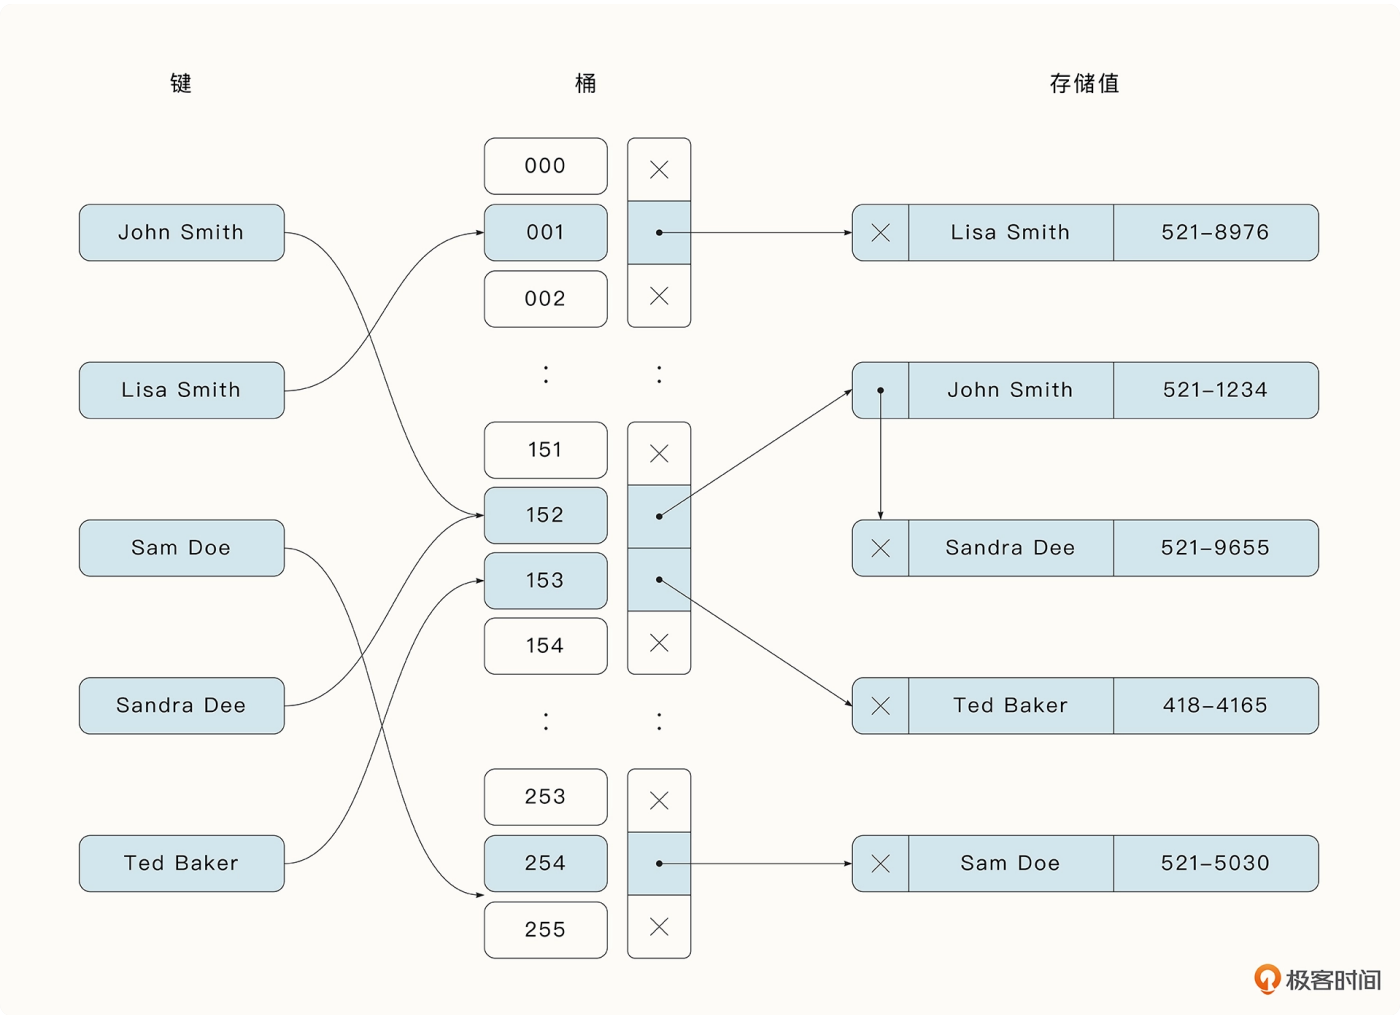 键
桶
存储值
John Smith
Lisa Smith
Sam Doe
Sandra Dee
Ted Baker
000
001
002
:
:
151
152
153
154
:
:
253
254
255
Lisa Smith 521-8976
John Smith 521-1234
Sandra Dee 521-9655
Ted Baker 418-4165
Sam Doe 521-5030
极客时间